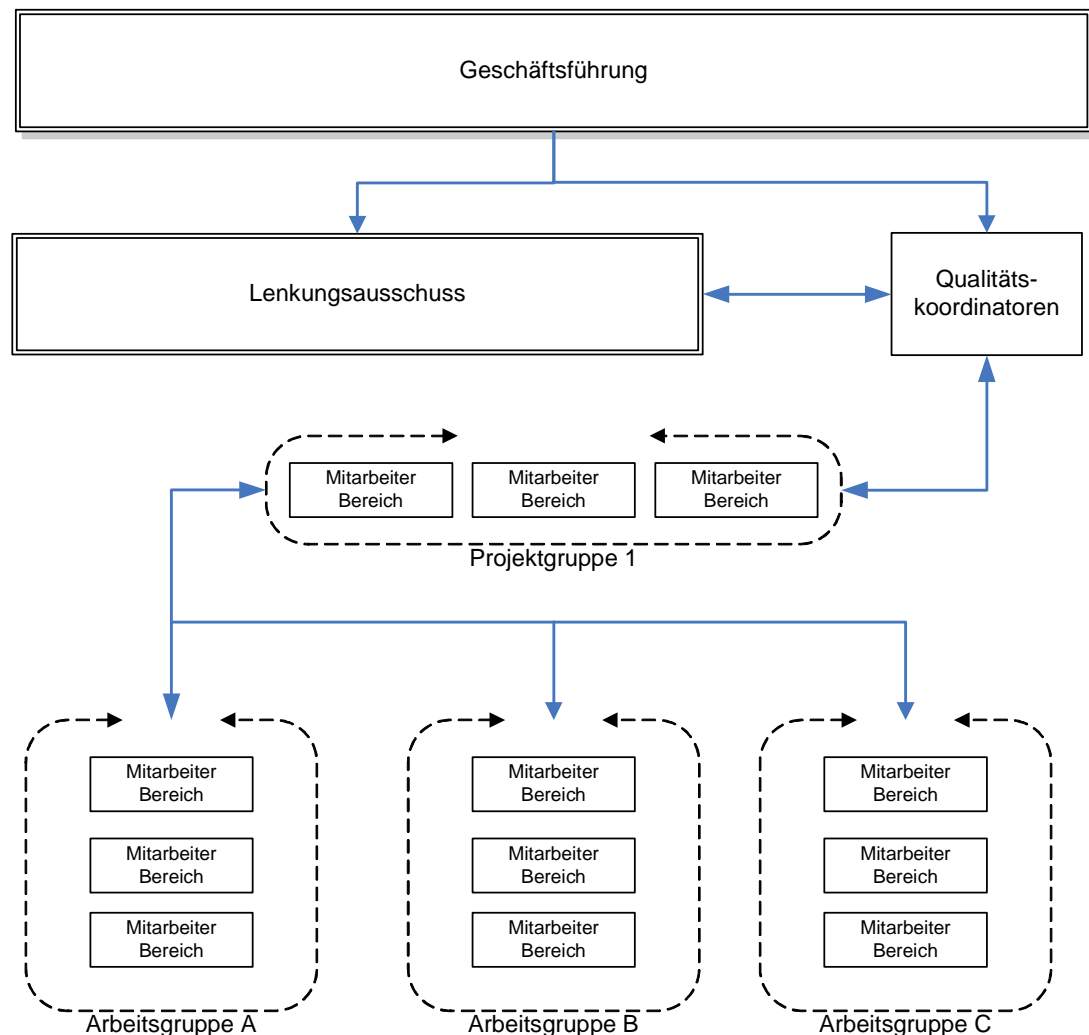 Geschäftsführung
Lenkungsausschuss
Qualitäts-
koordinatoren
Mitarbeiter
Bereich
Mitarbeiter
Bereich
Mitarbeiter
Bereich
Projektgruppe 1
Mitarbeiter
Bereich
Mitarbeiter
Bereich
Mitarbeiter
Bereich
Arbeitsgruppe A
Mitarbeiter
Bereich
Mitarbeiter
Bereich
Mitarbeiter
Bereich
Arbeitsgruppe B
Mitarbeiter
Bereich
Mitarbeiter
Bereich
Mitarbeiter
Bereich
Arbeitsgruppe C